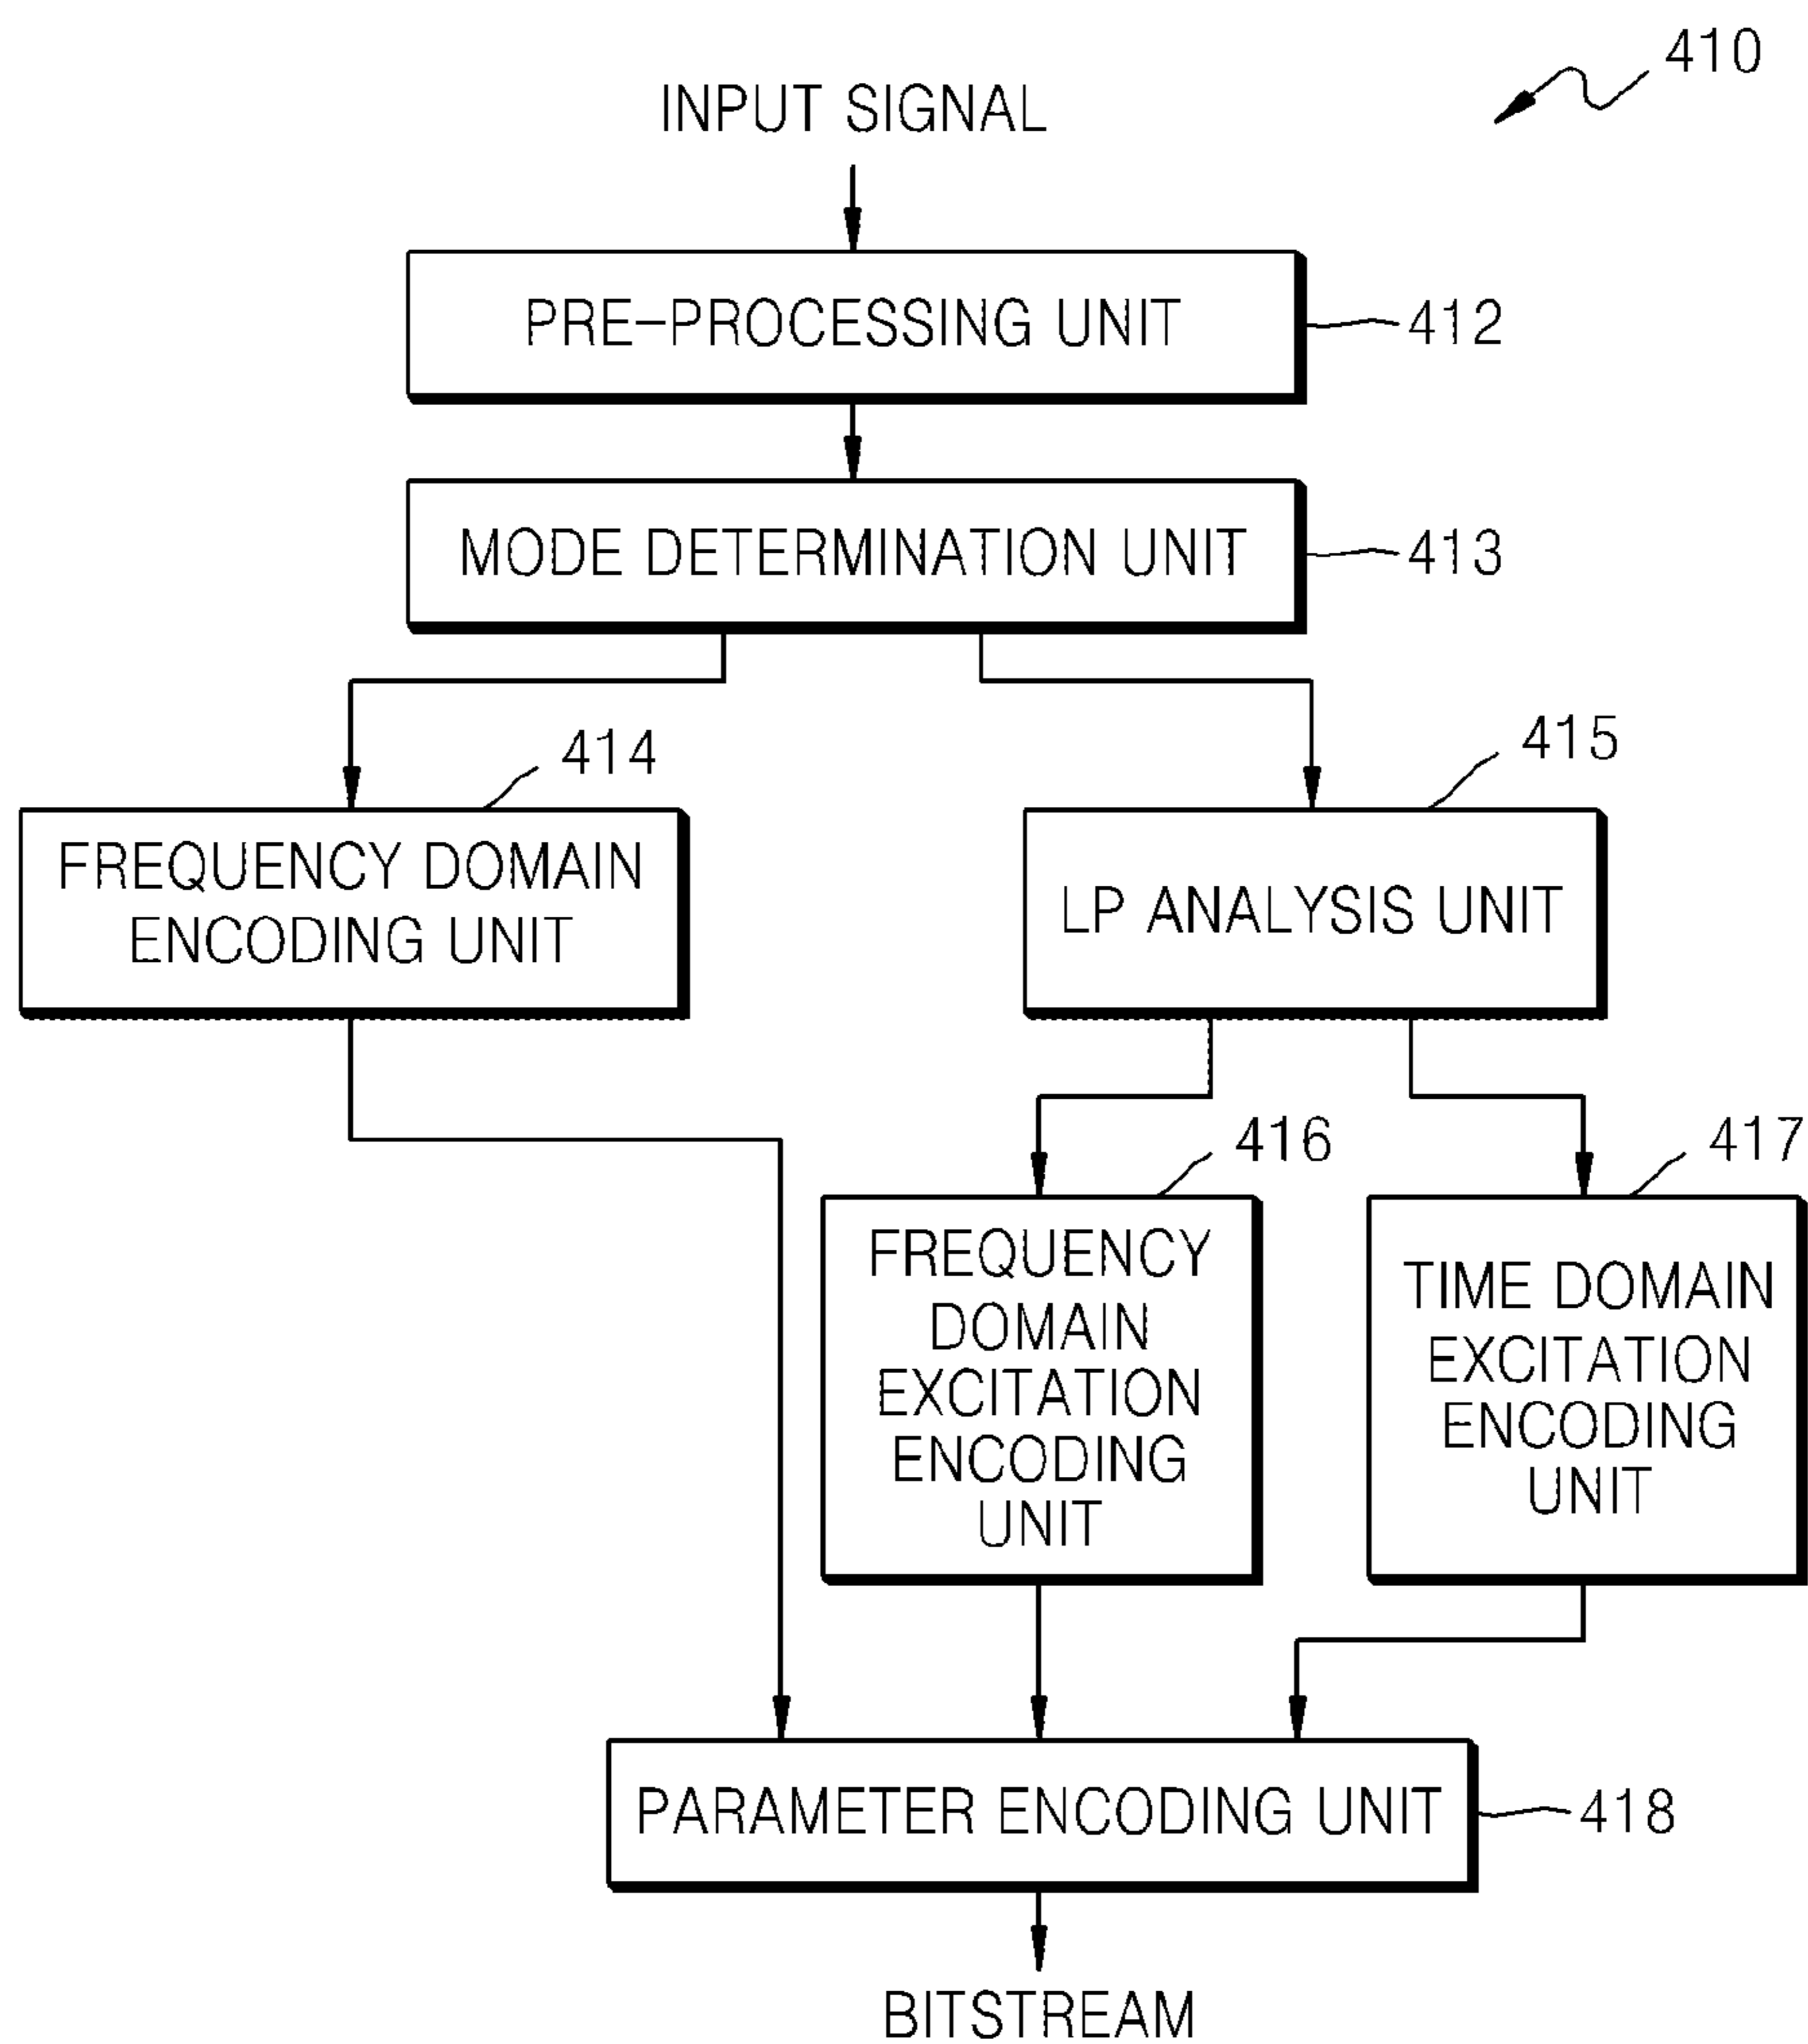 410
INPUT SIGNAL
PRE-PROCESSING UNIT
412
MODE DETERMINATION UNIT
413
414
415
FREQUENCY DOMAIN
ENCODING UNIT
LP ANALYSIS UNIT
416
417
FREQUENCY
DOMAIN
EXCITATION
ENCODING
UNIT
TIME DOMAIN
EXCITATION
ENCODING
UNIT
PARAMETER ENCODING UNIT
418
BITSTREAM